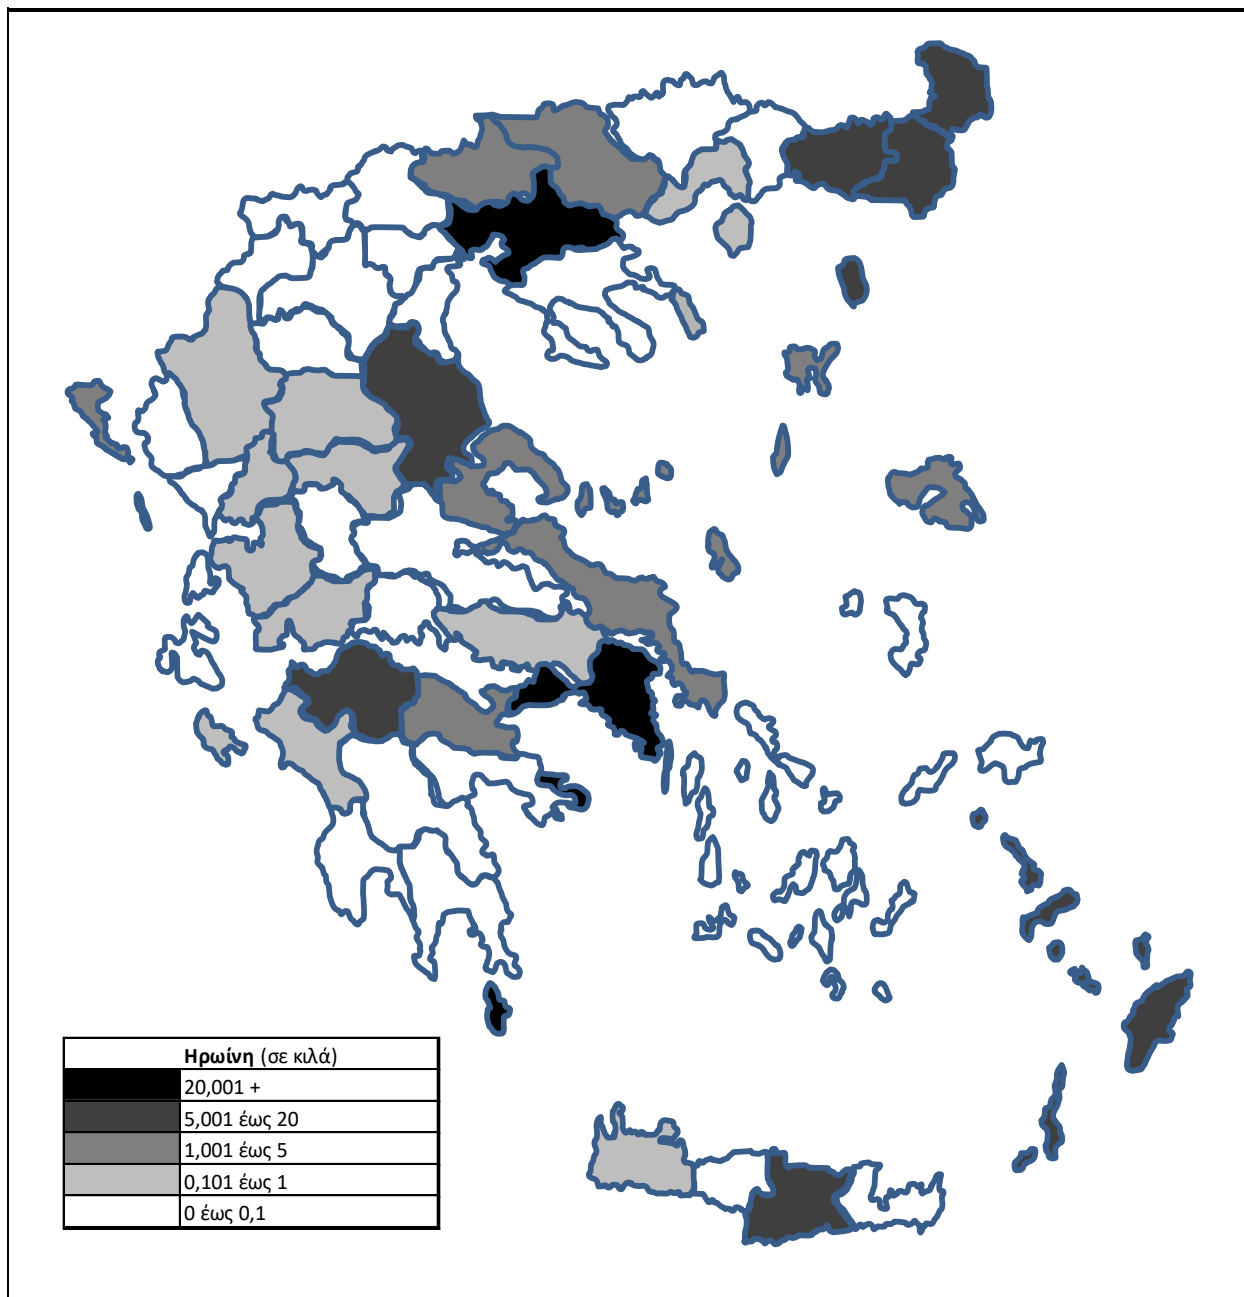 Ηρωίνη (σε κιλά)
20,001 +
5,001 έως 20
1,001 έως 5
0,101 έως 1
0 έως 0,1